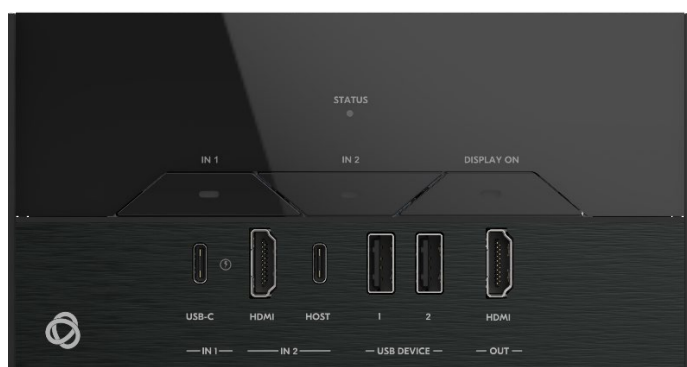 STATUS
IN 1 IN 2 DISPLAY ON
USB-C HDMI HOST 1 2 HDMI
IN 1 IN 2 USB DEVICE OUT